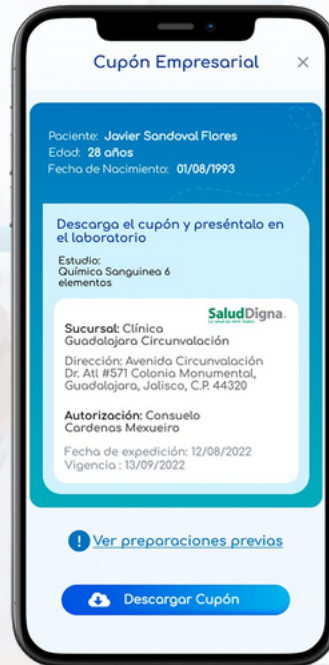 Cupón Empresarial ×
Paciente: Javier Sandoval Flores
Edad: 28 años
Fecha de Nacimiento: 01/08/1993
Descarga el cupón y preséntalo en
el laboratorio
Estudio:
Química Sanguinea 6
elementos
SaludDigna.
Sucursal: Clínica
Guadalajara Circunvalación
Dirección: Avenida Circunvalación
Dr. Atl #571 Colonia Monumental,
Guadalajara, Jalisco, C.P. 44320
Autorización: Consuelo
Cardenas Mexueiro
Fecha de expedición: 12/08/2022
Vigencia : 13/09/2022
! Ver preparaciones previas
Descargar Cupón